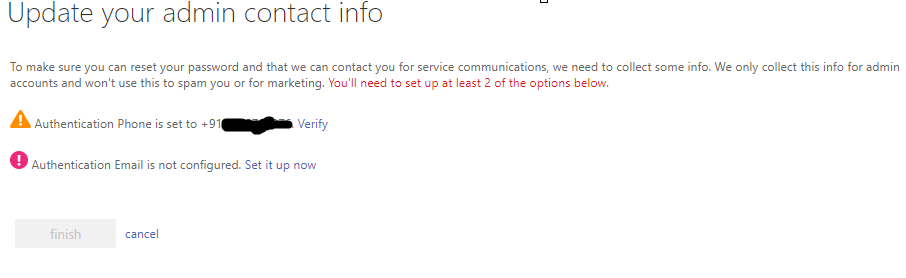 Update your admin contact info
To make sure you can reset your password and that we can contact you for service communications, we need to collect some info. We only collect this info for admin
accounts and won't use this to spam you or for marketing. You'll need to set up at least 2 of the options below.
Authentication Phone is set to +91 Verify
Authentication Email is not configured. Set it up now
finish cancel